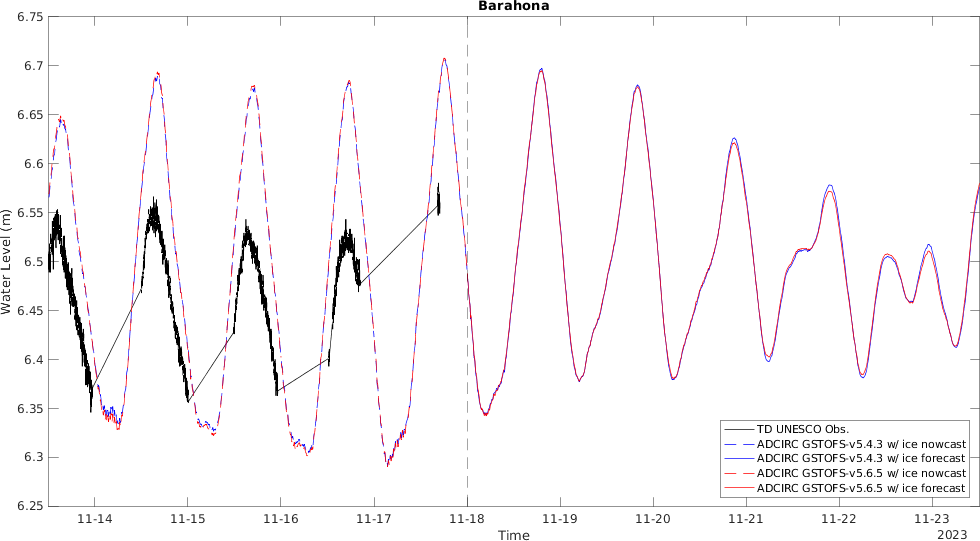 Barahona
6.75
6.7
6.65
6.6
6.55
6.5
6.45
6.4
6.35
6.3
6.25
Water Level (m)
TD UNESCO Obs.
ADCIRC GSTOFS-v5.4.3 w/ ice nowcast
ADCIRC GSTOFS-v5.4.3 w/ ice forecast
ADCIRC GSTOFS-v5.6.5 w/ ice nowcast
ADCIRC GSTOFS-v5.6.5 w/ ice forecast
11-14 11-15 11-16 11-17 11-18 11-19 11-20 11-21 11-22 11-23
Time
2023